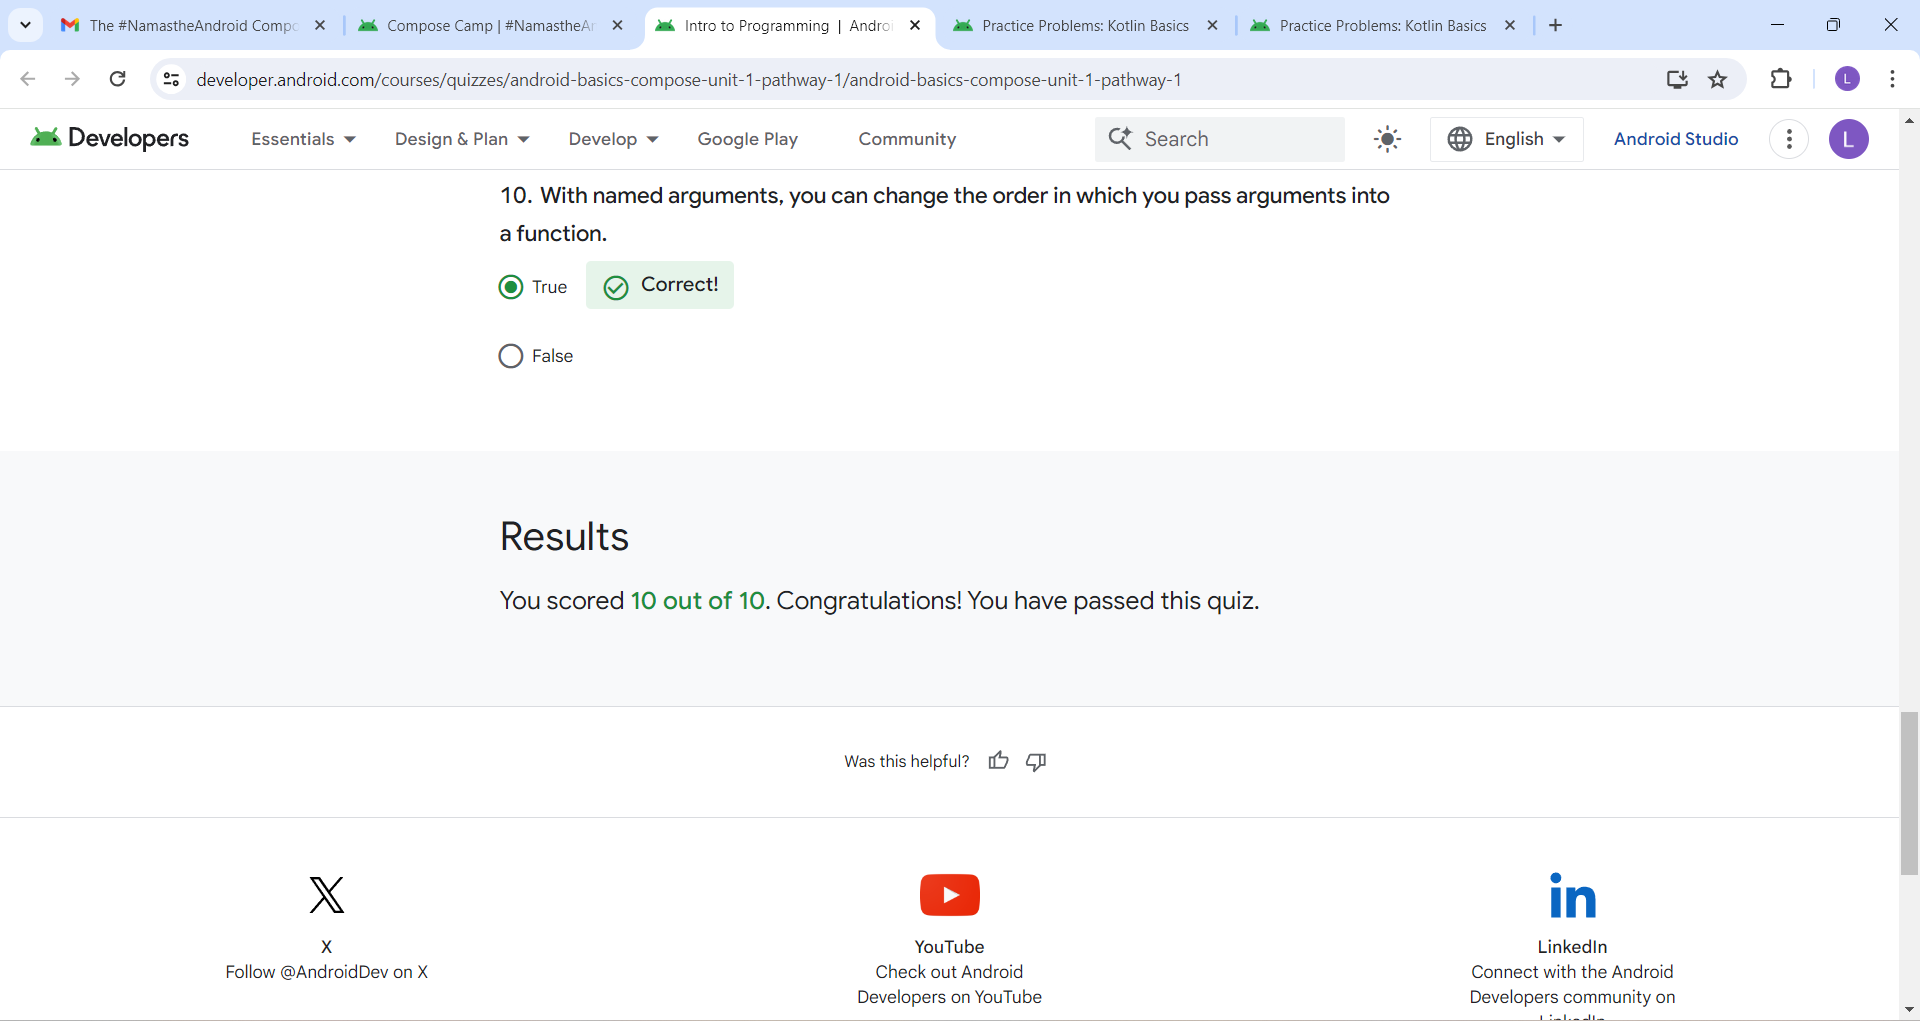 The #NamastheAndroid Compo
Compose Camp | #NamastheAn
Intro to Programming | Androi
Practice Problems: Kotlin Basics
Practice Problems: Kotlin Basics
developer.android.com/courses/quizzes/android-basics-compose-unit-1-pathway-1/android-basics-compose-unit-1-pathway-1
L
Developers
Essentials
Design & Plan
Develop
Google Play
Community
Search
English
Android Studio
L
10. With named arguments, you can change the order in which you pass arguments into
a function.
True
Correct!
False
Results
You scored 10 out of 10. Congratulations! You have passed this quiz.
Was this helpful?
X
Follow @AndroidDev on X
YouTube
Check out Android
Developers on YouTube
in
LinkedIn
Connect with the Android
Developers community on
LinkedIn